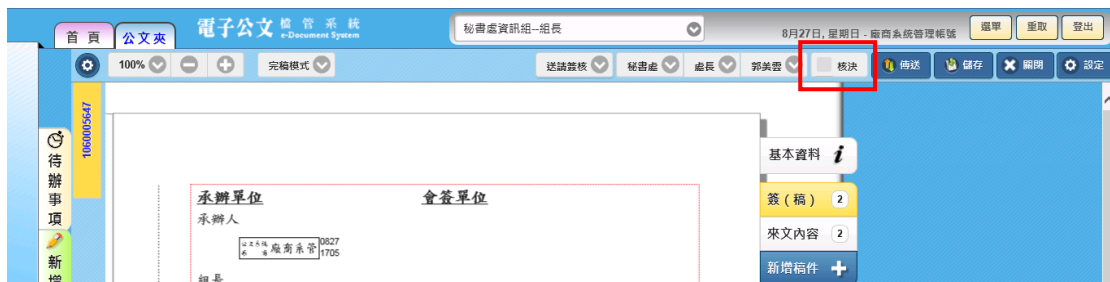 首 頁
公文夾
電子公文 檔 管 系 統
e-Document System
秘書處資訊組--組長
8月27日, 星期日 - 廠商系統管理帳號
選單
重取
登出
100%
完稿模式
送請簽核
秘書處
處長
郭美雲
核決
傳送
儲存
關閉
設定
1060005647
待辦事項
新增
承辦單位
會簽單位
承辦人
廠商系管
0827
1705
組長
基本資料
簽 ( 稿 ) 2
來文內容 2
新增稿件